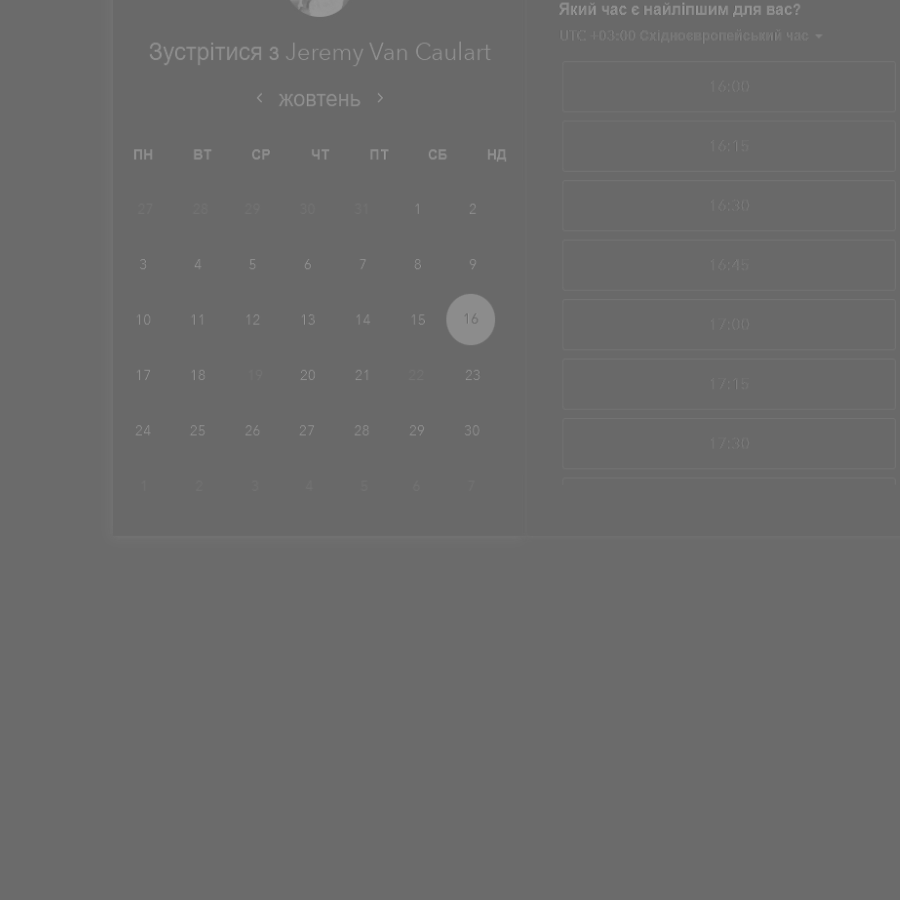 Зустрітися з Jeremy Van Caulart
жовтень
ПН ВТ СР ЧТ ПТ СБ НД
27 28 29 30 31 1 2
3 4 5 6 7 8 9
10 11 12 13 14 15 16
17 18 19 20 21 22 23
24 25 26 27 28 29 30
1 2 3 4 5 6 7
Який час є найліпшим для вас?
UTC +03:00 Східноєвропейський час
16:00
16:15
16:30
16:45
17:00
17:15
17:30